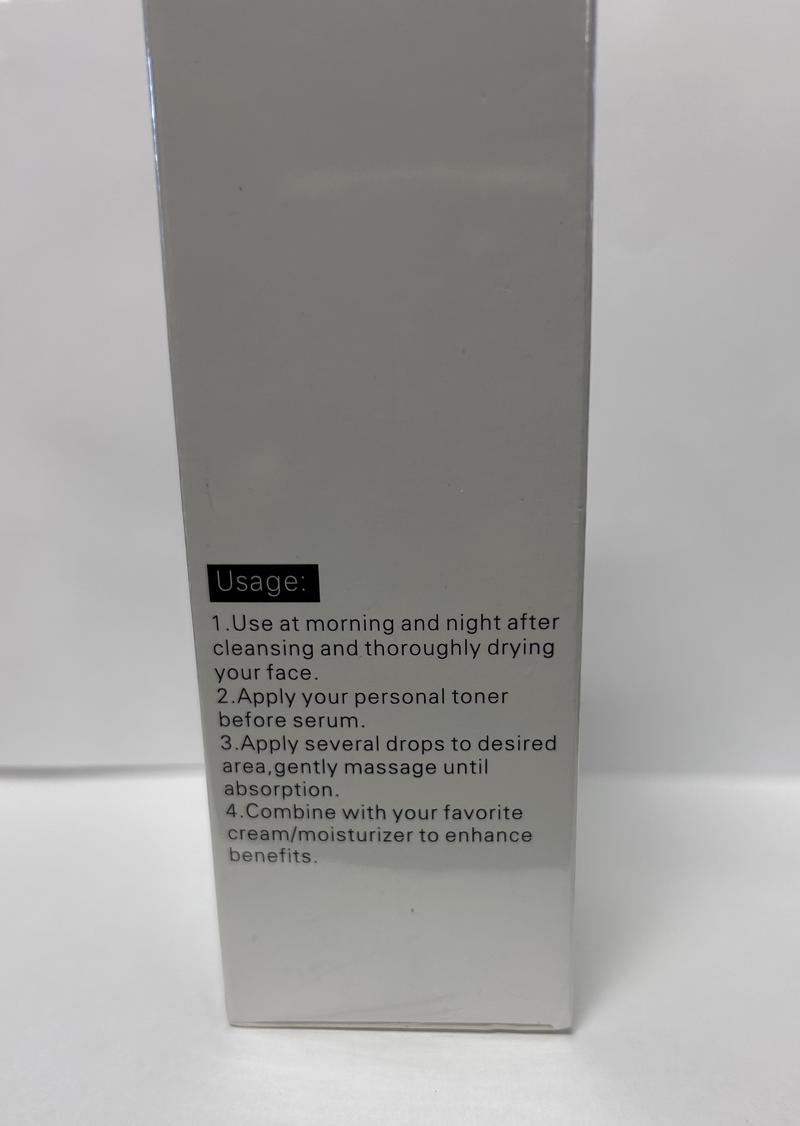 Usage:
1.Use at morning and night after
cleansing and thoroughly drying
your face.
2.Apply your personal toner
before serum.
3.Apply several drops to desired
area,gently massage until
absorption.
4.Combine with your favorite
cream/moisturizer to enhance
benefits.